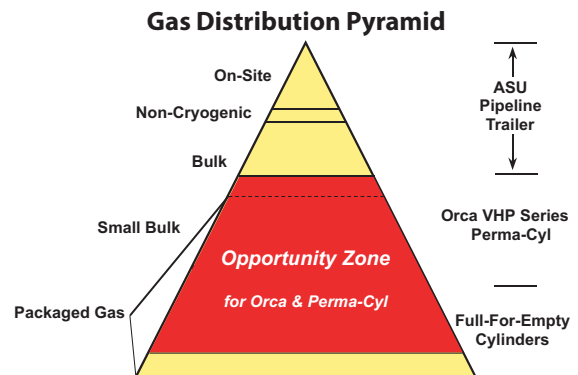 Gas Distribution Pyramid
On-Site
Non-Cryogenic
Bulk
Small Bulk
Packaged Gas
Opportunity Zone
for Orca & Perma-Cyl
ASU
Pipeline
Trailer
Orca VHP Series
Perma-Cyl
Full-For-Empty
Cylinders